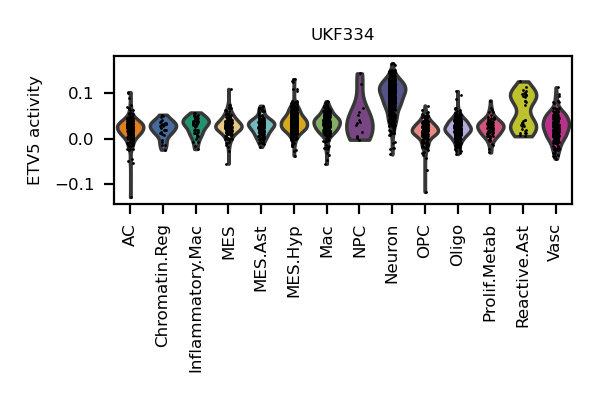 UKF334
ETV5 activity
0.1
0.0
−0.1
AC
Chromatin.Reg
Inflammatory.Mac
MES
MES.Ast
MES.Hyp
Mac
NPC
Neuron
OPC
Oligo
Prolif.Metab
Reactive.Ast
Vasc